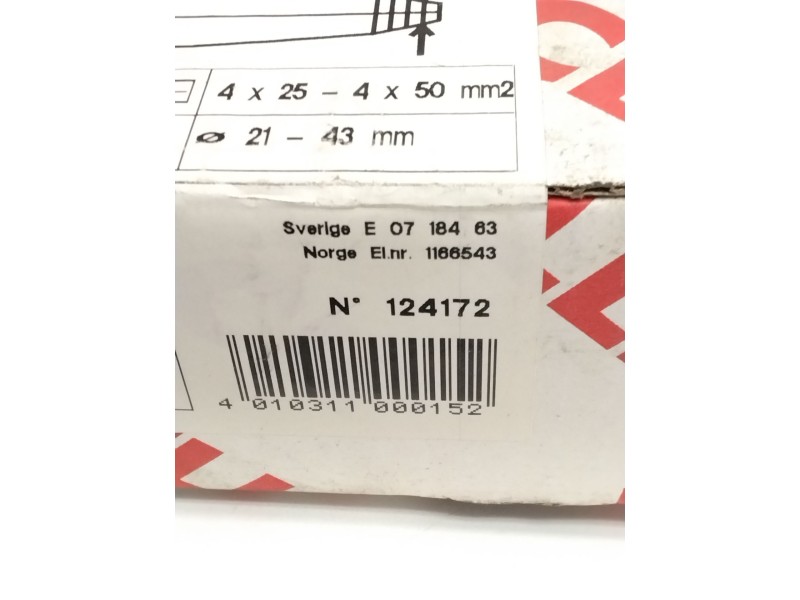 4 x 25 - 4 x 50 mm2
ø 21 - 43 mm
Sverige E 07 184 63
Norge El.nr. 1166543
N° 124172
4 010311 000152